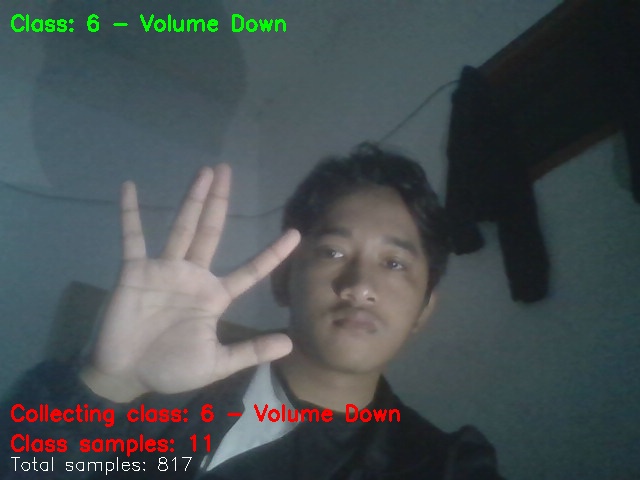 Class: 6 - Volume Down
Collecting class: 6 - Volume Down
Class samples: 11
Total samples: 817